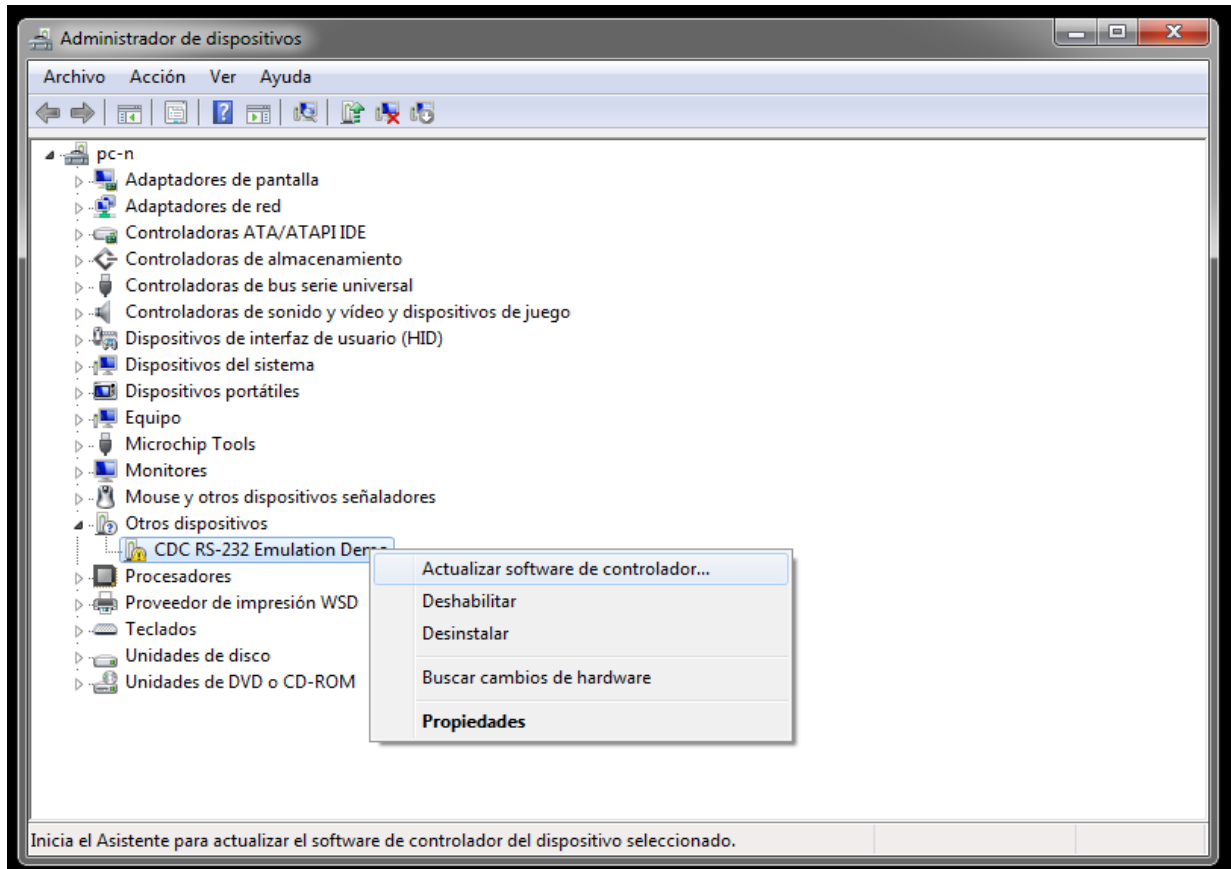 Administrador de dispositivos
Archivo Acción Ver Ayuda
pc-n
Adaptadores de pantalla
Adaptadores de red
Controladoras ATA/ATAPI IDE
Controladoras de almacenamiento
Controladoras de bus serie universal
Controladoras de sonido y vídeo y dispositivos de juego
Dispositivos de interfaz de usuario (HID)
Dispositivos del sistema
Dispositivos portátiles
Equipo
Microchip Tools
Monitores
Mouse y otros dispositivos señaladores
Otros dispositivos
CDC RS-232 Emulation Demo
Procesadores
Proveedor de impresión WSD
Teclados
Unidades de disco
Unidades de DVD o CD-ROM
Actualizar software de controlador...
Deshabilitar
Desinstalar
Buscar cambios de hardware
Propiedades
Inicia el Asistente para actualizar el software de controlador del dispositivo seleccionado.